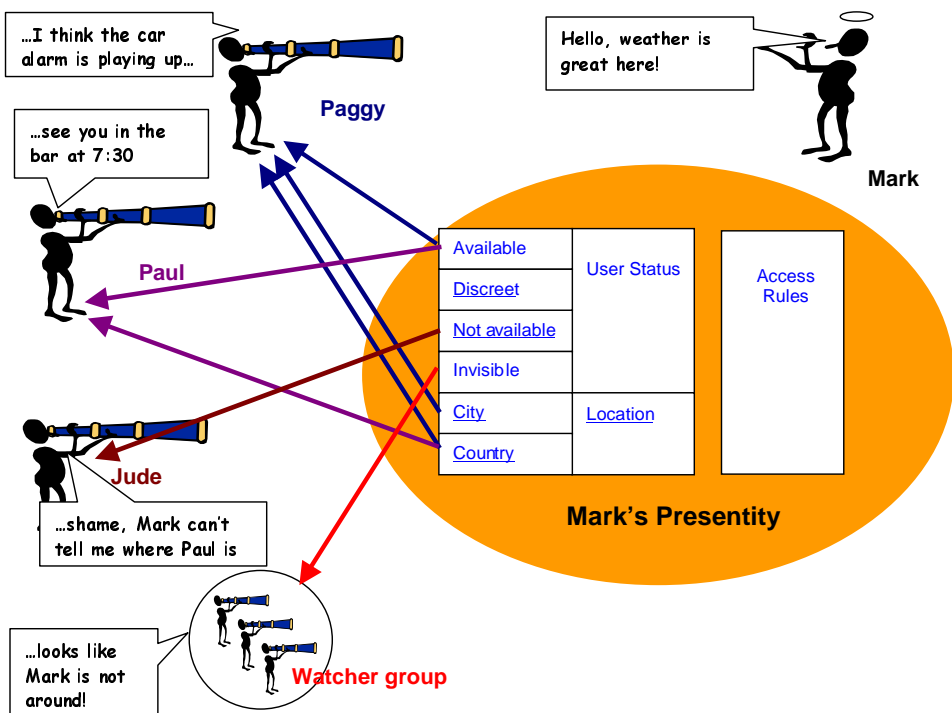 …I think the car
alarm is playing up…
Hello, weather is
great here!
Paggy
…see you in the
bar at 7:30
Mark
Paul
Available
User Status
Access
Rules
Discreet
Not available
Invisible
City
Location
Country
Jude
Mark's Presentity
…shame, Mark can't
tell me where Paul is
…looks like
Mark is not
around!
Watcher group